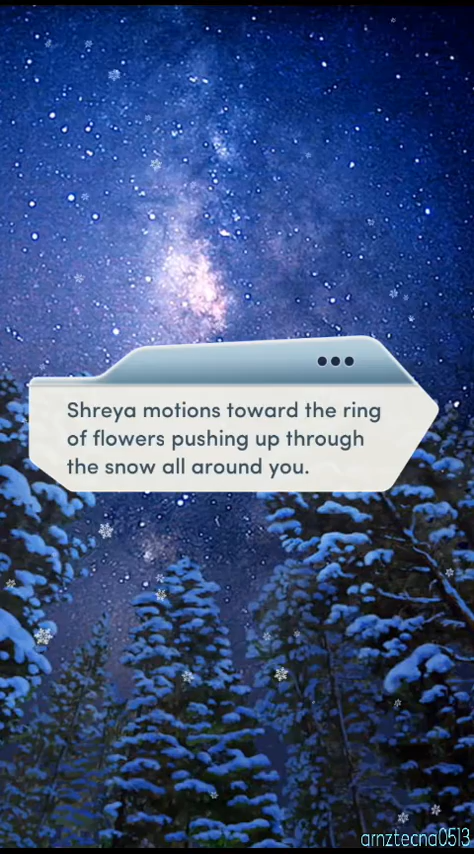 Shreya motions toward the ring
of flowers pushing up through
the snow all around you.
arnztecna0513